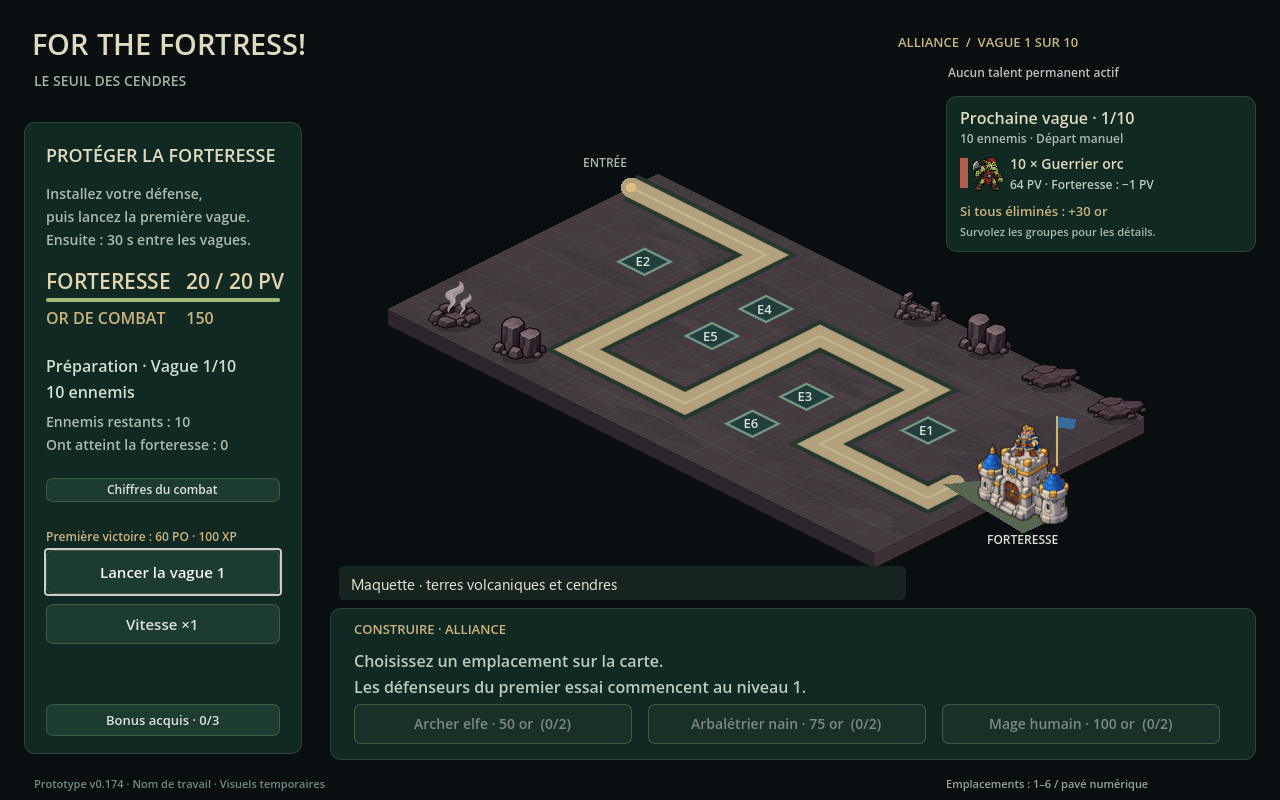 FOR THE FORTRESS!
LE SEUIL DES CENDRES
ALLIANCE / VAGUE 1 SUR 10
Aucun talent permanent actif
Prochaine vague · 1/10
10 ennemis · Départ manuel
10 × Guerrier orc
64 PV · Forteresse : −1 PV
Si tous éliminés : +30 or
Survolez les groupes pour les détails.
PROTÉGER LA FORTERESSE
Installez votre défense,
puis lancez la première vague.
Ensuite : 30 s entre les vagues.
FORTERESSE 20 / 20 PV
OR DE COMBAT 150
Préparation · Vague 1/10
10 ennemis
Ennemis restants : 10
Ont atteint la forteresse : 0
Chiffres du combat
Première victoire : 60 PO · 100 XP
Lancer la vague 1
Vitesse ×1
Bonus acquis · 0/3
ENTRÉE
E2
E4
E5
E3
E6
E1
FORTERESSE
Maquette · terres volcaniques et cendres
CONSTRUIRE · ALLIANCE
Choisissez un emplacement sur la carte.
Les défenseurs du premier essai commencent au niveau 1.
Archer elfe · 50 or (0/2)
Arbalétrier nain · 75 or (0/2)
Mage humain · 100 or (0/2)
Prototype v0.174 · Nom de travail · Visuels temporaires
Emplacements : 1–6 / pavé numérique